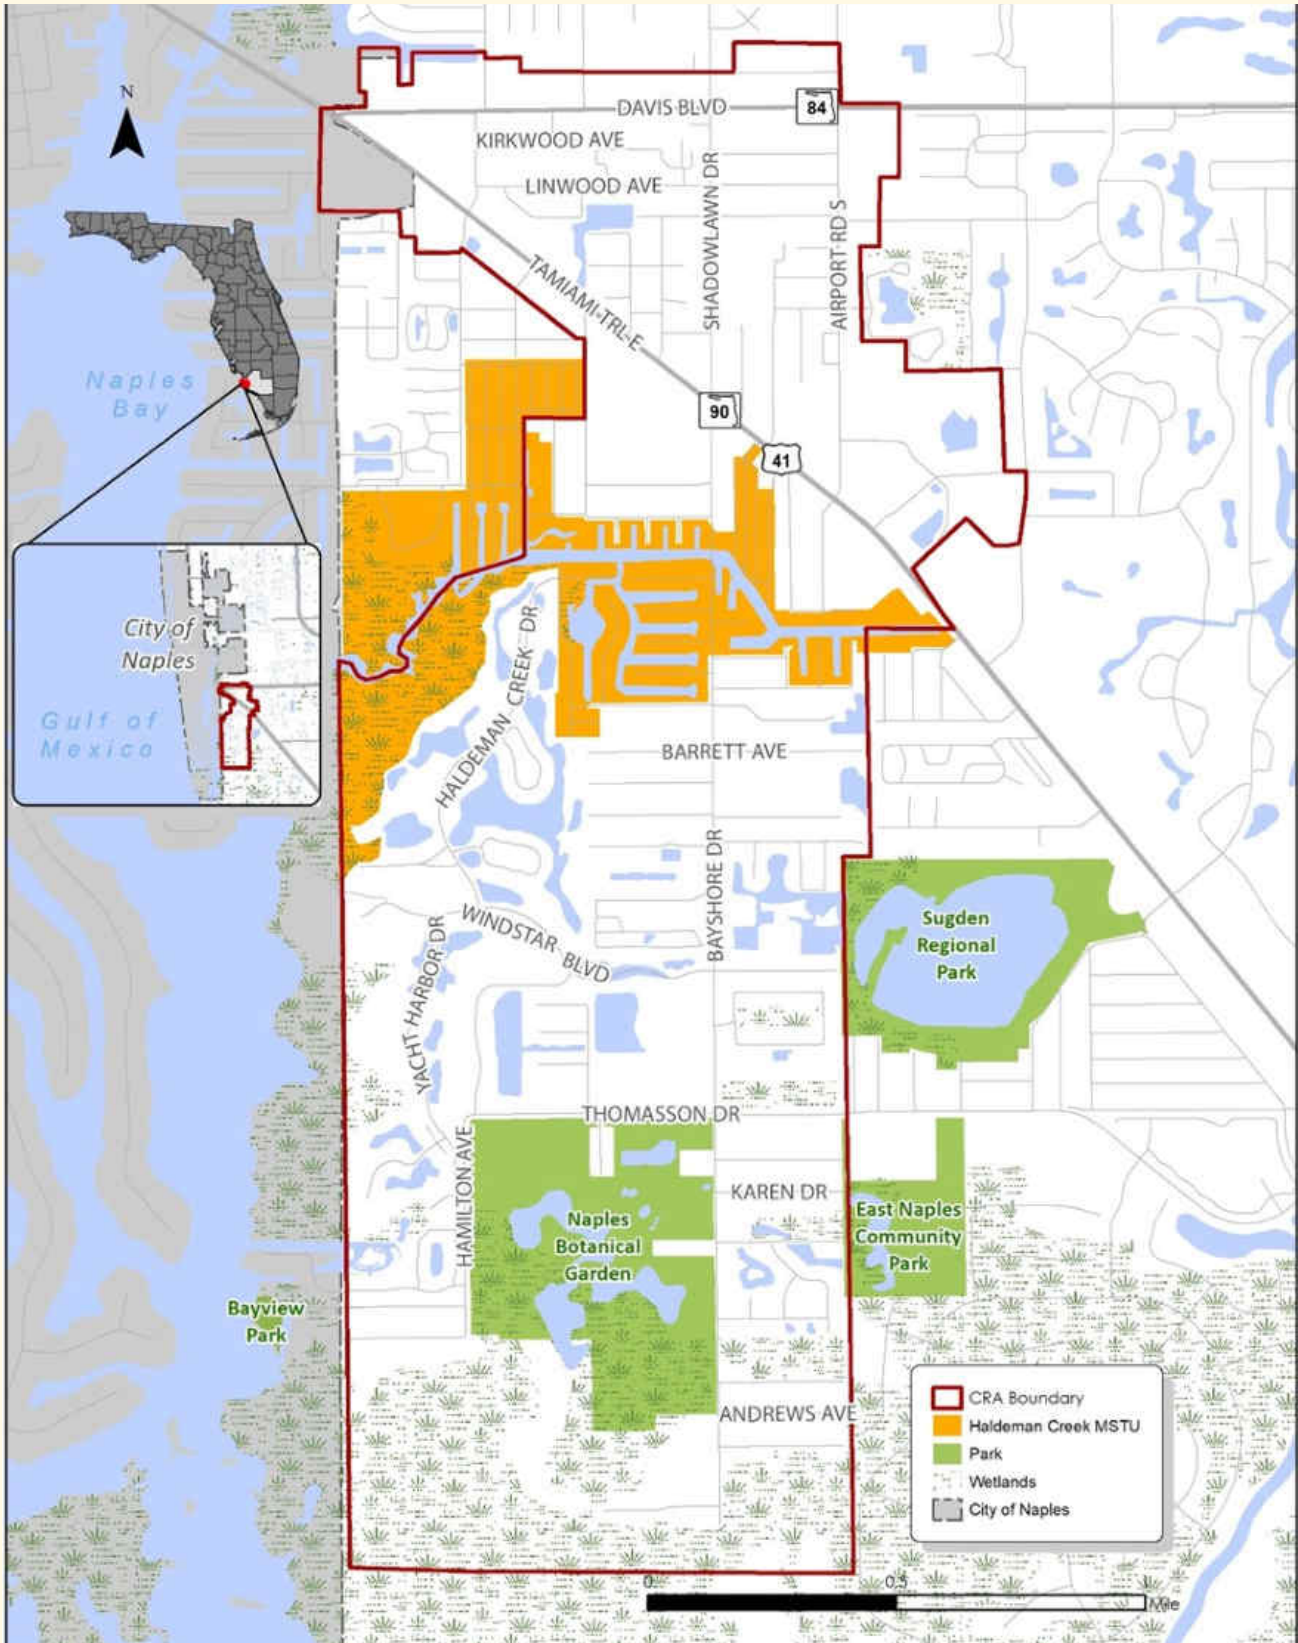 N
DAVIS BLVD
84
KIRKWOOD AVE
LINWOOD AVE
SHADOWLAWN DR
AIRPORT RD S
TAMIAMI TRL E
Naples
Bay
90
41
City of
Naples
Gulf of
Mexico
HALDEMAN CREEK DR
BARRETT AVE
BAYSHORE DR
WINDSTAR BLVD
YACHT HARBOR DR
Sugden
Regional
Park
THOMASSON DR
HAMILTON AVE
KAREN DR
Naples
Botanical
Garden
East Naples
Community
Park
Bayview
Park
ANDREWS AVE
CRA Boundary
Haldeman Creek MSTU
Park
Wetlands
City of Naples
0 0.5 1
Mile